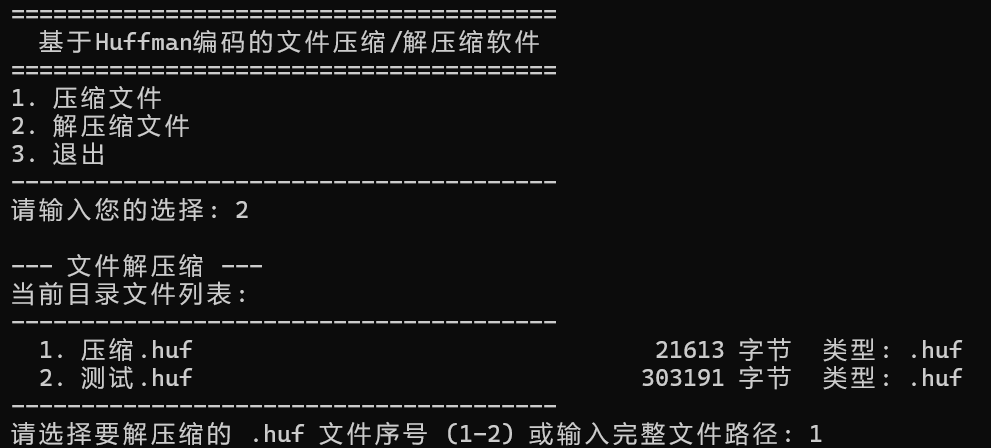 =======================================
基于Huffman编码的文件压缩/解压缩软件
=======================================
1. 压缩文件
2. 解压缩文件
3. 退出
---------------------------------------
请输入您的选择: 2
--- 文件解压缩 ---
当前目录文件列表:
---------------------------------------
1. 压缩.huf 21613 字节 类型: .huf
2. 测试.huf 303191 字节 类型: .huf
---------------------------------------
请选择要解压缩的 .huf 文件序号 (1-2) 或输入完整文件路径: 1